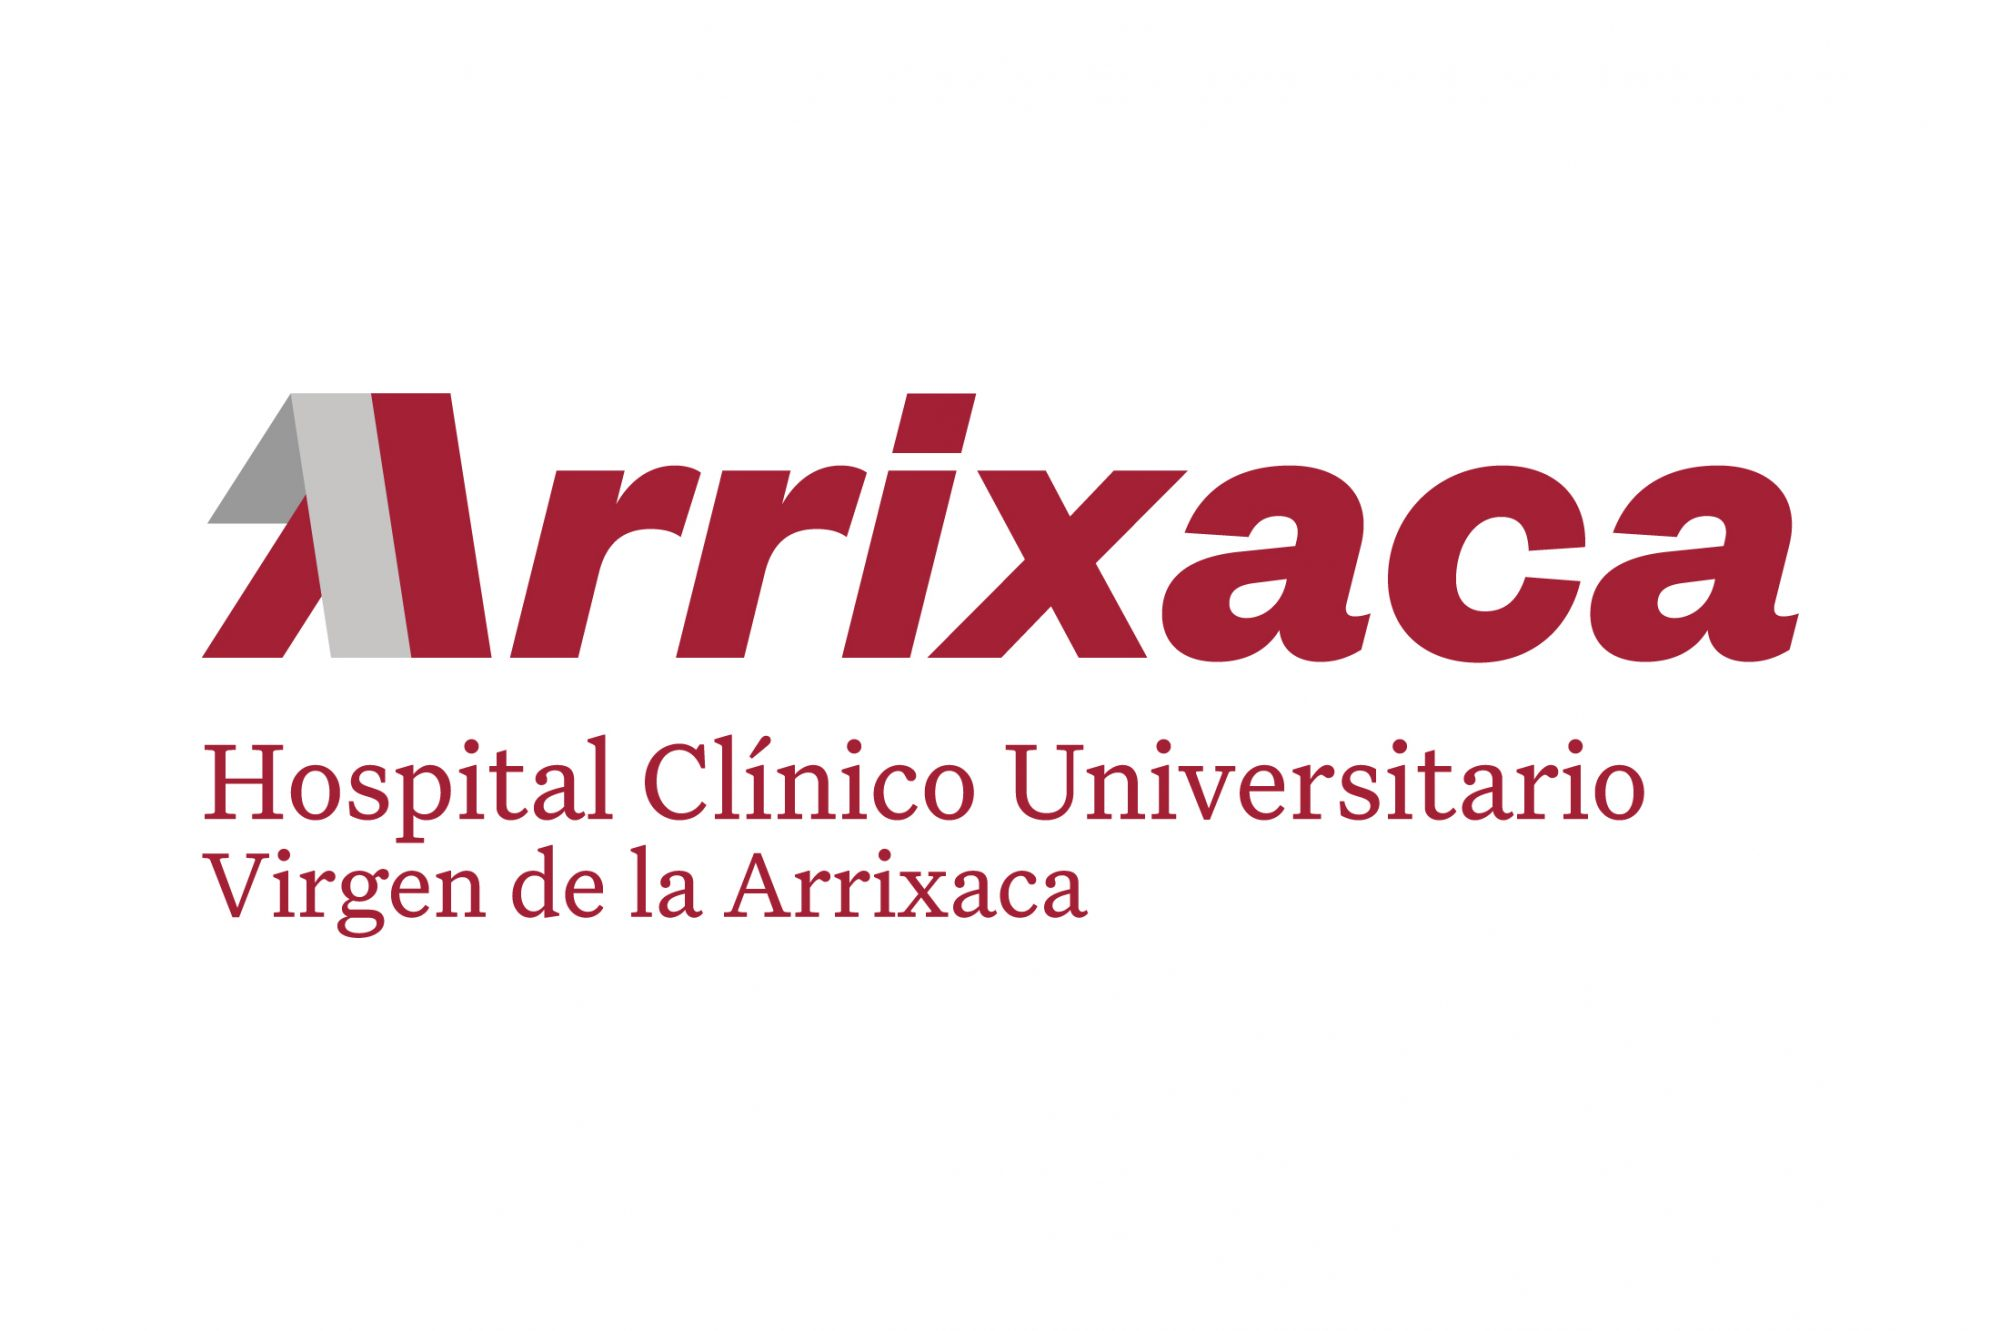 Arrixaca
Hospital Clínico Universitario
Virgen de la Arrixaca